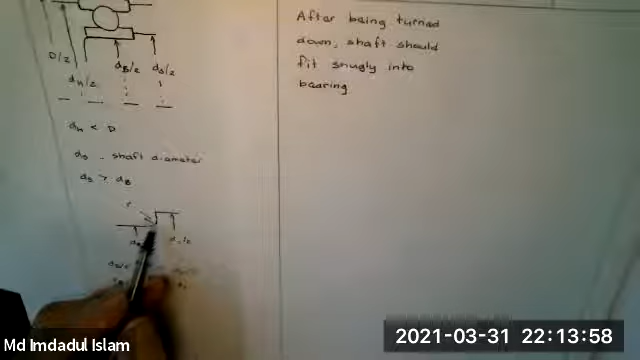 After being turned
down, shaft should
fit snugly into
bearing
D/2
dH/2
dB/2
dS/2
dH < D
dS - shaft diameter
dS > dB
r
Md Imdadul Islam
2021-03-31 22:13:58